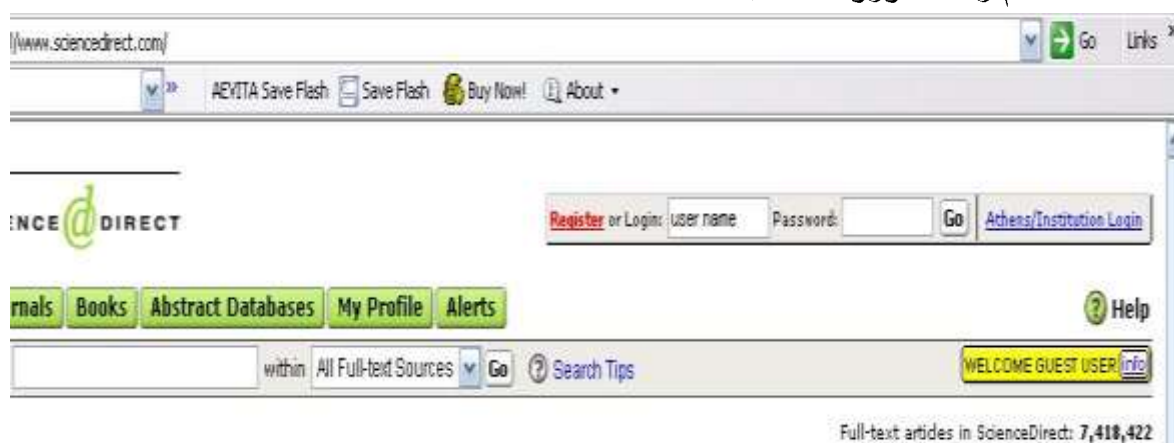 //www.sciencedirect.com/
Go Links »
» AEVITA Save Flash Save Flash Buy Now! About
ENCE d DIRECT
Register or Login: user name Password: Go Athens/Institution Login
rnals Books Abstract Databases My Profile Alerts ? Help
within All Full-text Sources Go ? Search Tips WELCOME GUEST USER info
Full-text articles in ScienceDirect: 7,418,422